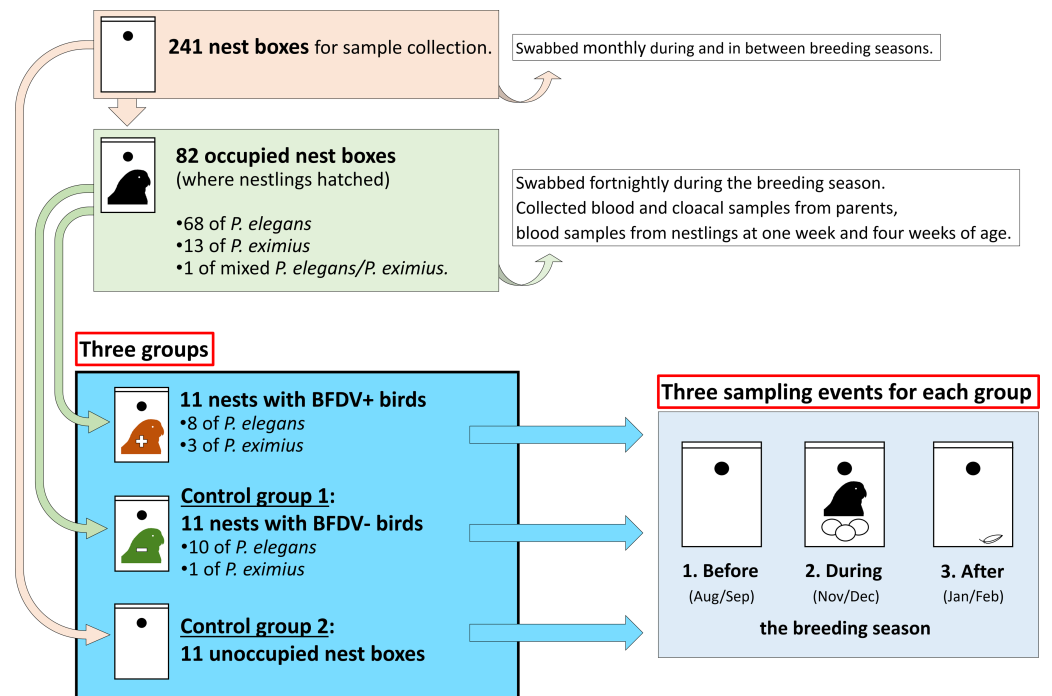 241 nest boxes for sample collection.
Swabbed monthly during and in between breeding seasons.
82 occupied nest boxes
(where nestlings hatched)
•68 of P. elegans
•13 of P. eximius
•1 of mixed P. elegans/P. eximius.
Swabbed fortnightly during the breeding season.
Collected blood and cloacal samples from parents,
blood samples from nestlings at one week and four weeks of age.
Three groups
11 nests with BFDV+ birds
•8 of P. elegans
•3 of P. eximius
Control group 1:
11 nests with BFDV- birds
•10 of P. elegans
•1 of P. eximius
Control group 2:
11 unoccupied nest boxes
Three sampling events for each group
1. Before
(Aug/Sep)
2. During
(Nov/Dec)
3. After
(Jan/Feb)
the breeding season